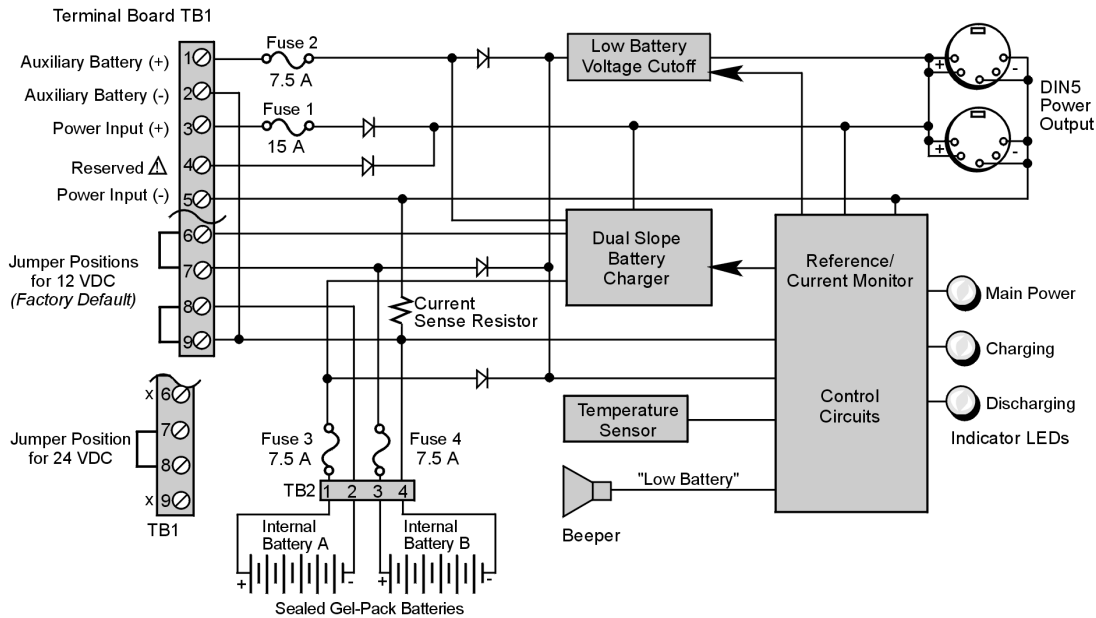 Terminal Board TB1
Auxiliary Battery (+)
Auxiliary Battery (-)
Power Input (+)
Reserved ⚠
Power Input (-)
1
2
3
4
5
6
7
8
9
Fuse 2
7.5 A
Fuse 1
15 A
Low Battery
Voltage Cutoff
+
-
+
-
DIN5
Power
Output
Jumper Positions
for 12 VDC
(Factory Default)
Dual Slope
Battery
Charger
Reference/
Current Monitor
Control
Circuits
Current
Sense Resistor
Main Power
Charging
Discharging
Indicator LEDs
Temperature
Sensor
"Low Battery"
Beeper
x 6
7
8
x 9
Jumper Position
for 24 VDC
TB1
Fuse 3
7.5 A
Fuse 4
7.5 A
TB2
1 2 3 4
Internal
Battery A
Internal
Battery B
+ -
+ -
Sealed Gel-Pack Batteries